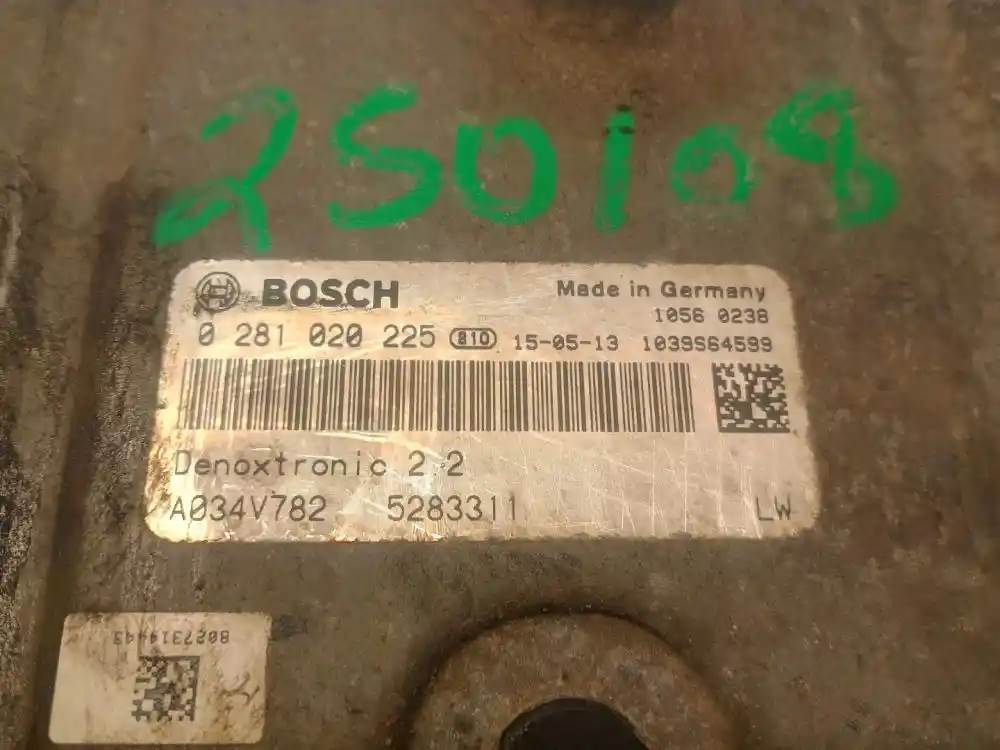 250108
BOSCH Made in Germany
1056 0238
0 281 020 225 810 15-05-13 1039S64599
Denoxtronic 2.2
A034V782 5283311 LW
8027314443